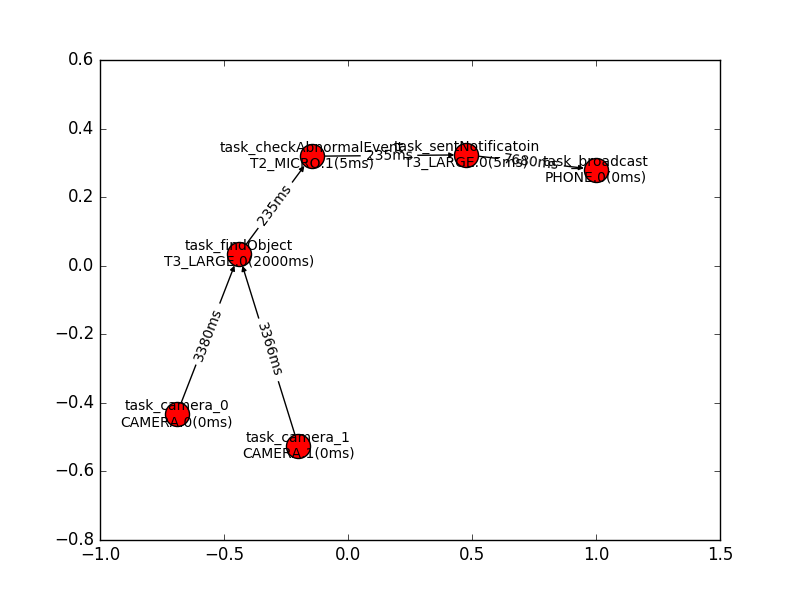 0.6
0.4
0.2
0.0
−0.2
−0.4
−0.6
−0.8
−1.0
−0.5
0.0
0.5
1.0
1.5
task_checkAbnormalEvent
T2_MICRO.1(5ms)
235ms
task_sentNotificatoin
T3_LARGE.0(5ms)
7680ms
task_broadcast
PHONE.0(0ms)
235ms
task_findObject
T3_LARGE.0(2000ms)
3380ms
3366ms
task_camera_0
CAMERA.0(0ms)
task_camera_1
CAMERA.1(0ms)